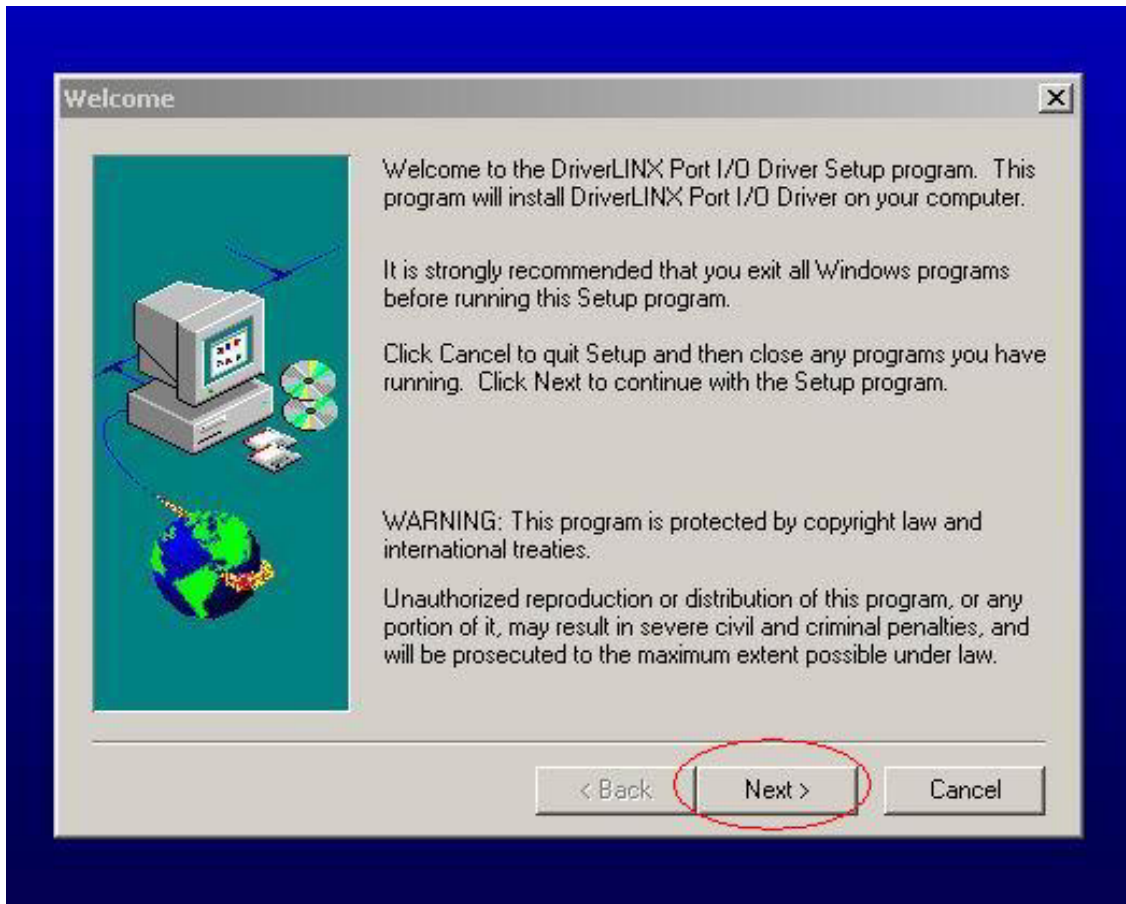 Welcome
Welcome to the DriverLINX Port I/O Driver Setup program.  This
program will install DriverLINX Port I/O Driver on your computer.
It is strongly recommended that you exit all Windows programs
before running this Setup program.
Click Cancel to quit Setup and then close any programs you have
running.  Click Next to continue with the Setup program.
WARNING: This program is protected by copyright law and
international treaties.
Unauthorized reproduction or distribution of this program, or any
portion of it, may result in severe civil and criminal penalties, and
will be prosecuted to the maximum extent possible under law.
< Back
Next >
Cancel